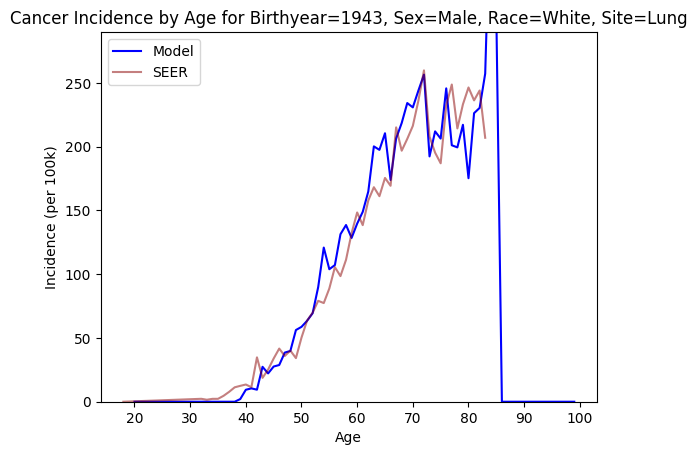 Cancer Incidence by Age for Birthyear=1943, Sex=Male, Race=White, Site=Lung
Model
SEER
250
200
150
100
50
0
Incidence (per 100k)
20 30 40 50 60 70 80 90 100
Age